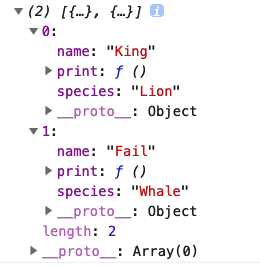 ▼ (2) [{…}, {…}] i
▼ 0:
name: "King"
▶ print: ƒ ()
species: "Lion"
▶ __proto__: Object
▼ 1:
name: "Fail"
▶ print: ƒ ()
species: "Whale"
▶ __proto__: Object
length: 2
▶ __proto__: Array(0)